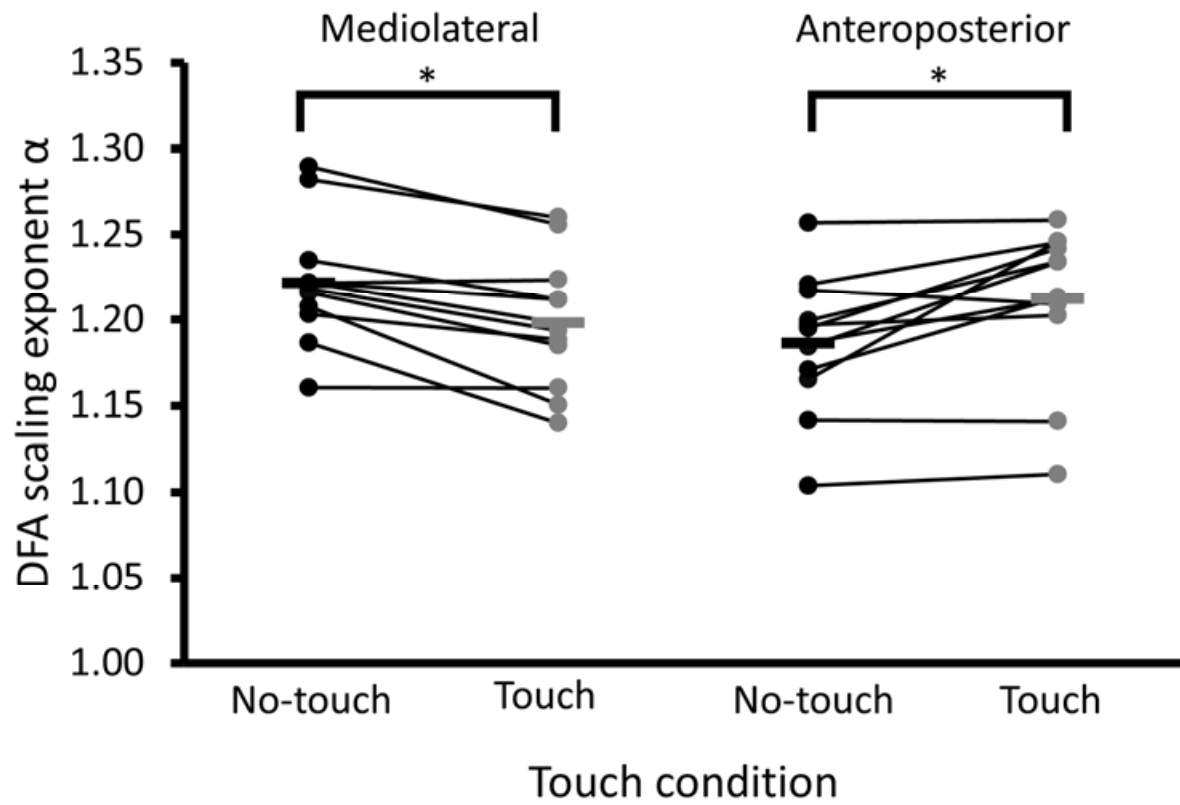 Mediolateral
Anteroposterior
*
*
DFA scaling exponent α
1.35
1.30
1.25
1.20
1.15
1.10
1.05
1.00
No-touch
Touch
No-touch
Touch
Touch condition